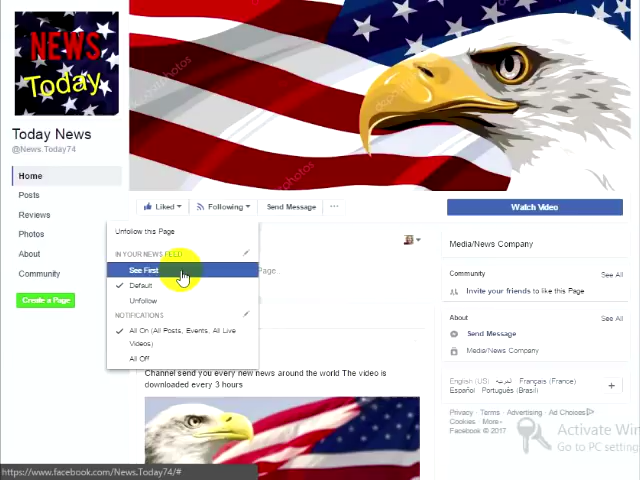 NEWS
Today
depositphotos
Today News
@News.Today74
Home
Posts
Reviews
Photos
About
Community
Create a Page
Liked
Following
Send Message
...
Watch Video
Unfollow this Page
IN YOUR NEWS FEED
See First
Default
Unfollow
NOTIFICATIONS
All On (All Posts, Events, All Live
Videos)
All Off
Page..
Channel send you every new news around the world The video is
downloaded every 3 hours
Media/News Company
Community
See All
Invite your friends to like this Page
About
See All
Send Message
Media/News Company
English (US) · العربية · Français (France) ·
Español · Português (Brasil)
Privacy · Terms · Advertising · Ad Choices
Cookies · More
Facebook © 2017
Activate Win
Go to PC setting
https://www.facebook.com/News.Today74/#